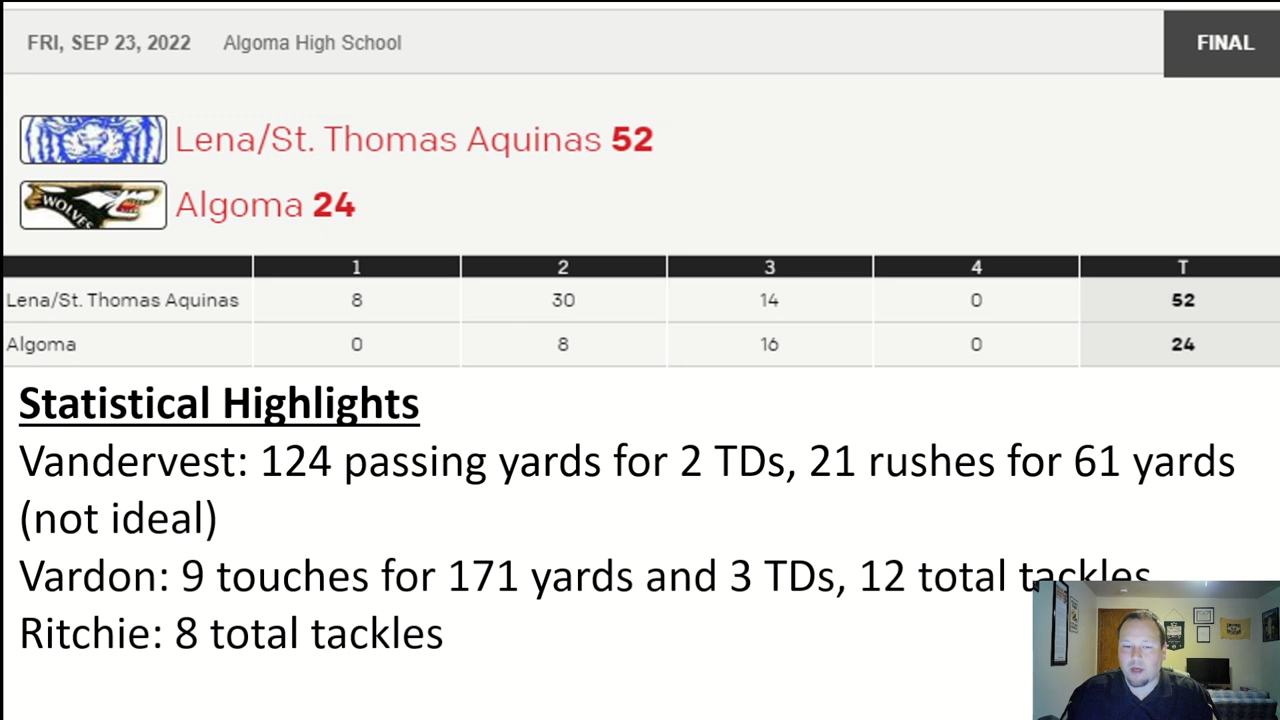 FRI, SEP 23, 2022 Algoma High School FINAL
Lena/St. Thomas Aquinas 52
WOLVES
Algoma 24
1 2 3 4 T
Lena/St. Thomas Aquinas 8 30 14 0 52
Algoma 0 8 16 0 24
Statistical Highlights
Vandervest: 124 passing yards for 2 TDs, 21 rushes for 61 yards
(not ideal)
Vardon: 9 touches for 171 yards and 3 TDs, 12 total tackles
Ritchie: 8 total tackles